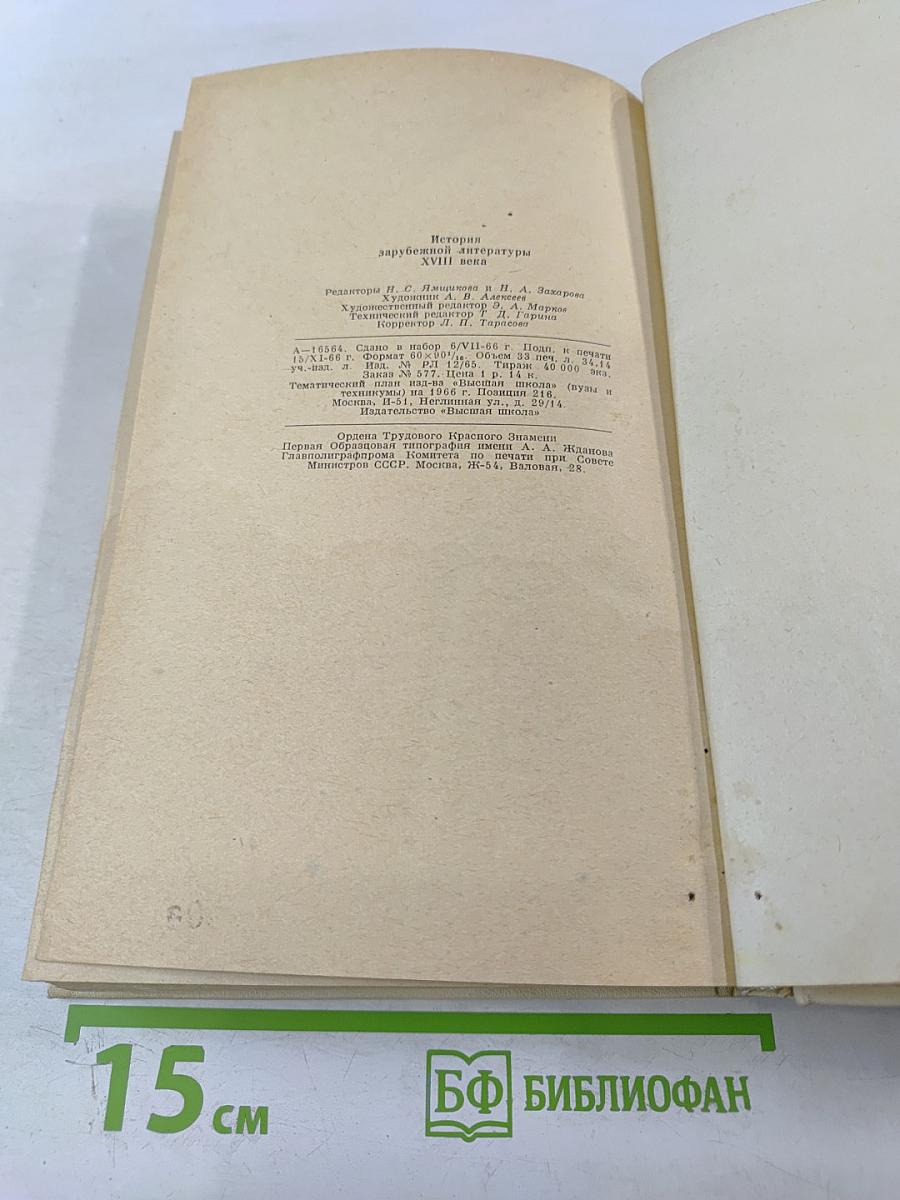 История
зарубежной литературы
XVIII века
Редакторы Н. С. Ямщикова и Н. А. Захарова
Художник А. В. Алексеев
Художественный редактор Э. А. Марков
Технический редактор Т. Д. Гарина
Корректор Л. П. Тарасова
А—16564. Сдано в набор 6/VII-66 г. Подп. к печати
15/XI-66 г. Формат 60×90¹/₁₆. Объем 33 печ. л. 34,14
уч.-изд. л. Изд. № РЛ 12/65. Тираж 40 000 экз.
Заказ № 577. Цена 1 р. 14 к.
Тематический план изд-ва «Высшая школа» (вузы и
техникумы) на 1966 г. Позиция 216.
Москва, И-51, Неглинная ул., д. 29/14.
Издательство «Высшая школа»
Ордена Трудового Красного Знамени
Первая Образцовая типография имени А. А. Жданова
Главполиграфпрома Комитета по печати при Совете
Министров СССР. Москва, Ж-54, Валовая, 28.
15 см
БФ БИБЛИОФАН